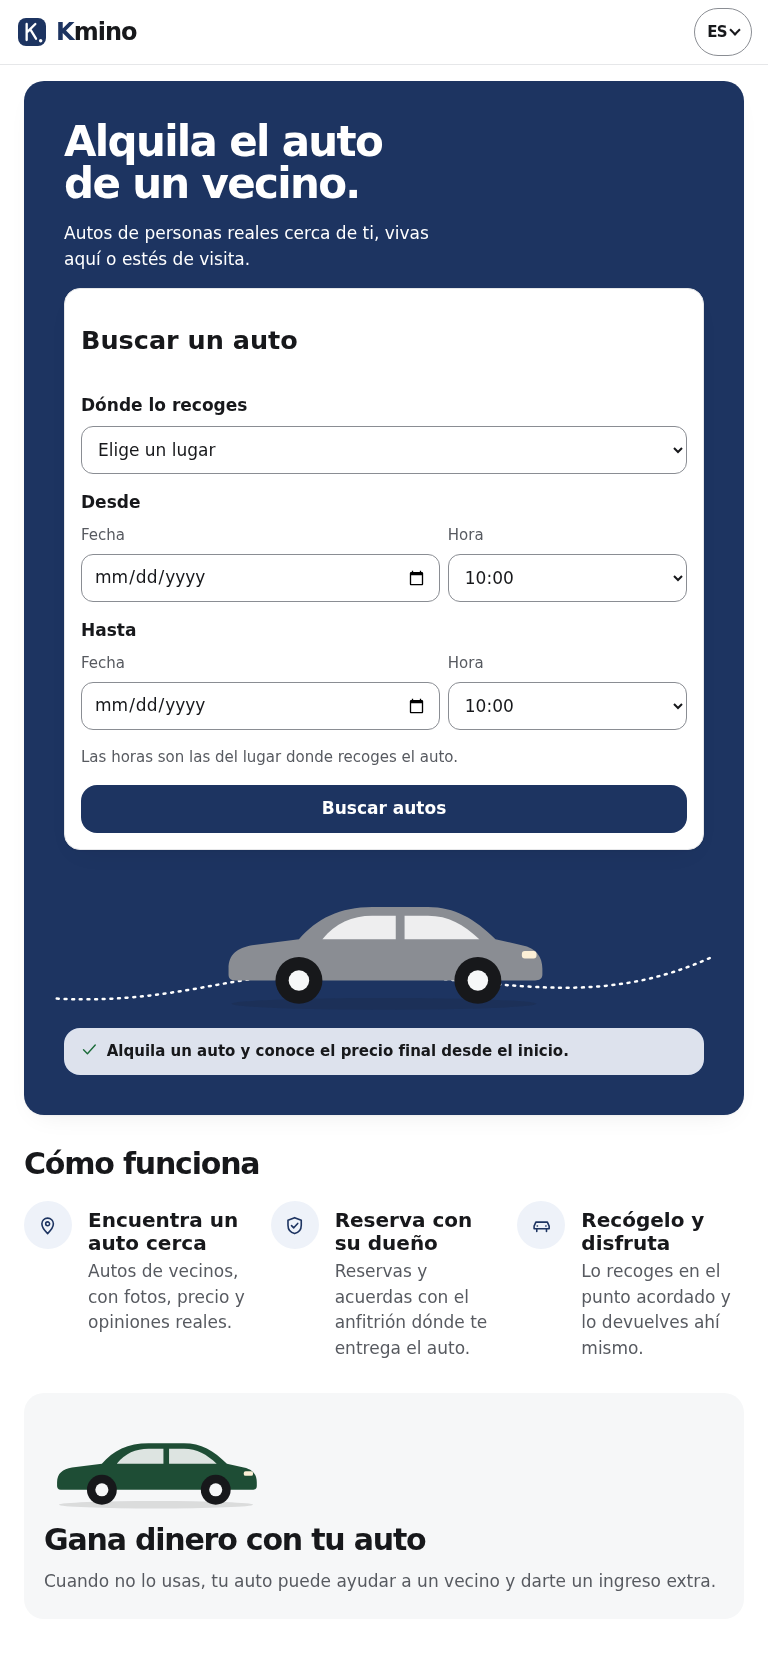 K. Kmino
ES
Alquila el auto
de un vecino.
Autos de personas reales cerca de ti, vivas
aquí o estés de visita.
Buscar un auto
Dónde lo recoges
Elige un lugar
Desde
Fecha
Hora
mm/dd/yyyy
10:00
Hasta
Fecha
Hora
mm/dd/yyyy
10:00
Las horas son las del lugar donde recoges el auto.
Buscar autos
Alquila un auto y conoce el precio final desde el inicio.
Cómo funciona
Encuentra un
auto cerca
Autos de vecinos,
con fotos, precio y
opiniones reales.
Reserva con
su dueño
Reservas y
acuerdas con el
anfitrión dónde te
entrega el auto.
Recógelo y
disfruta
Lo recoges en el
punto acordado y
lo devuelves ahí
mismo.
Gana dinero con tu auto
Cuando no lo usas, tu auto puede ayudar a un vecino y darte un ingreso extra.